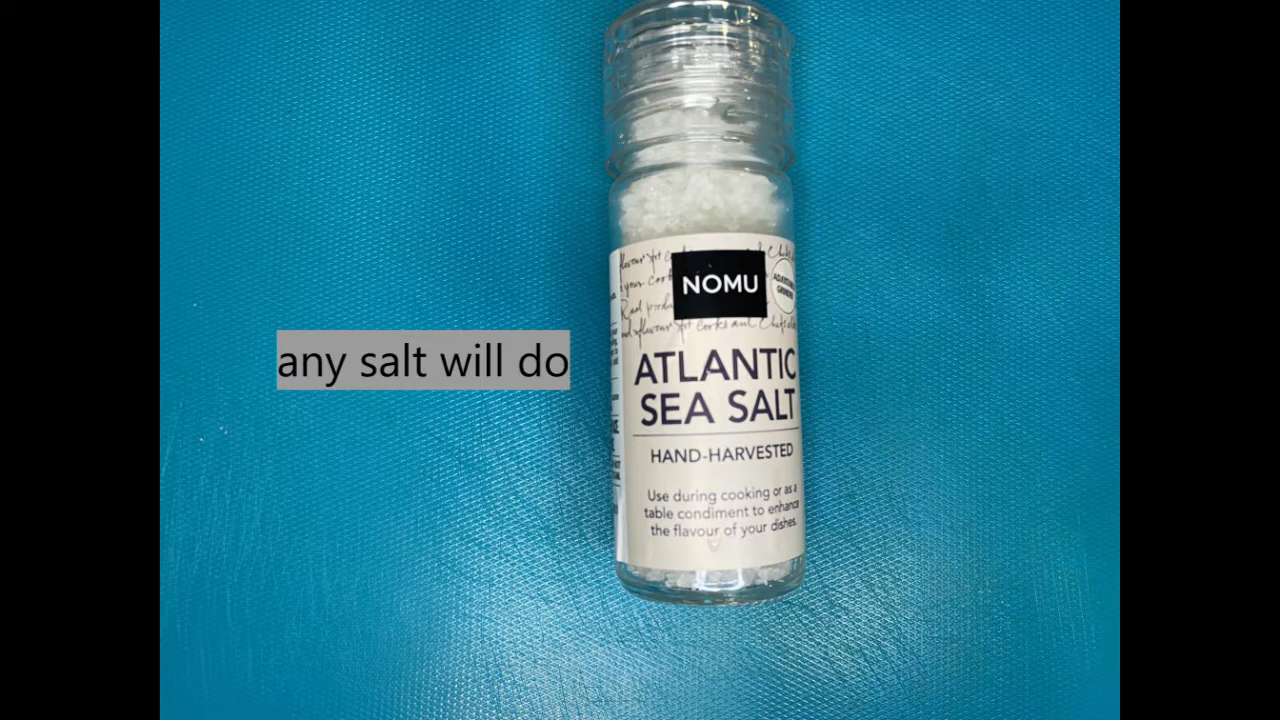 any salt will do
NOMU
ATLANTIC
SEA SALT
HAND-HARVESTED
Use during cooking or as a
table condiment to enhance
the flavour of your dishes.